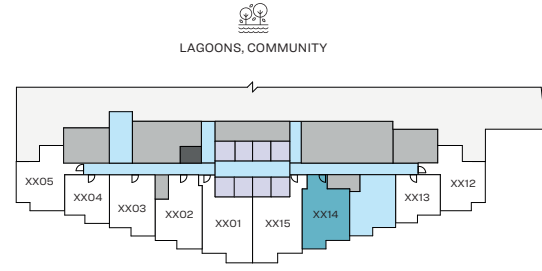 LAGOONS, COMMUNITY
XX05
XX04
XX03
XX02
XX01
XX15
XX14
XX13
XX12